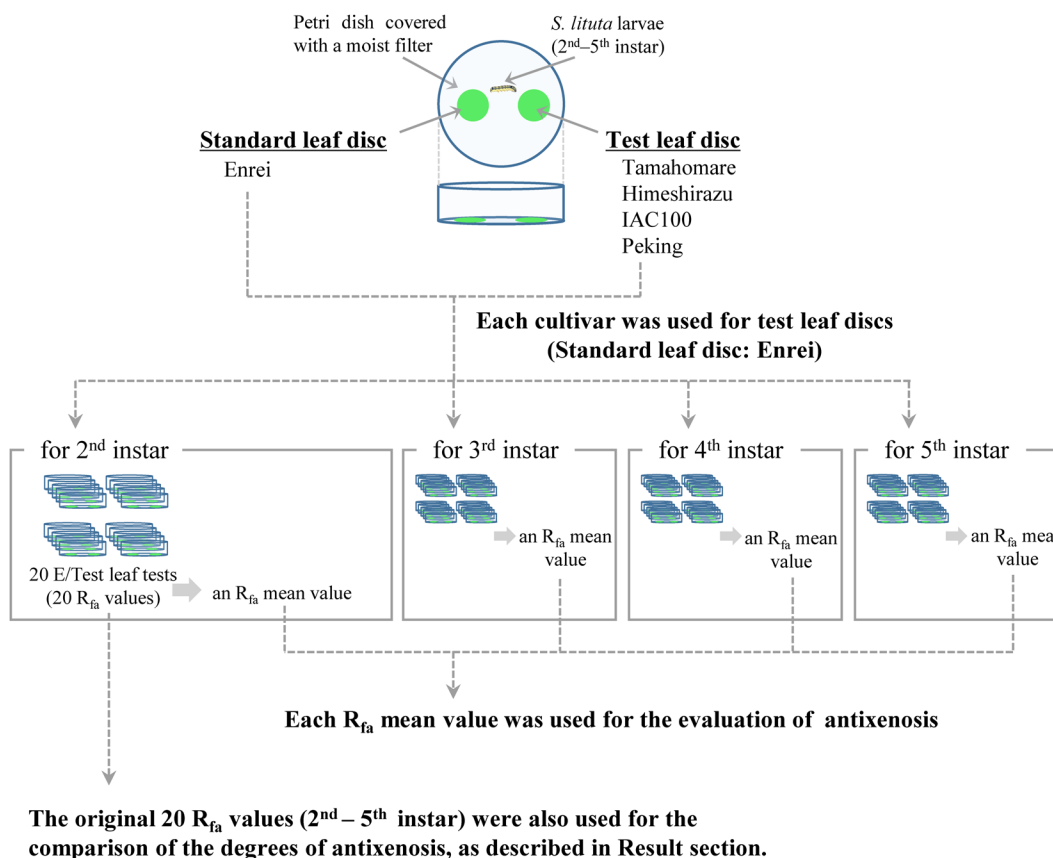 Petri dish covered
with a moist filter
S. lituta larvae
(2nd–5th instar)
Standard leaf disc
Enrei
Test leaf disc
Tamahomare
Himeshirazu
IAC100
Peking
Each cultivar was used for test leaf discs
(Standard leaf disc: Enrei)
for 2nd instar
20 E/Test leaf tests
(20 Rfa values)
an Rfa mean value
for 3rd instar
an Rfa mean
value
for 4th instar
an Rfa mean
value
for 5th instar
an Rfa mean
value
Each Rfa mean value was used for the evaluation of antixenosis
The original 20 Rfa values (2nd – 5th instar) were also used for the
comparison of the degrees of antixenosis, as described in Result section.